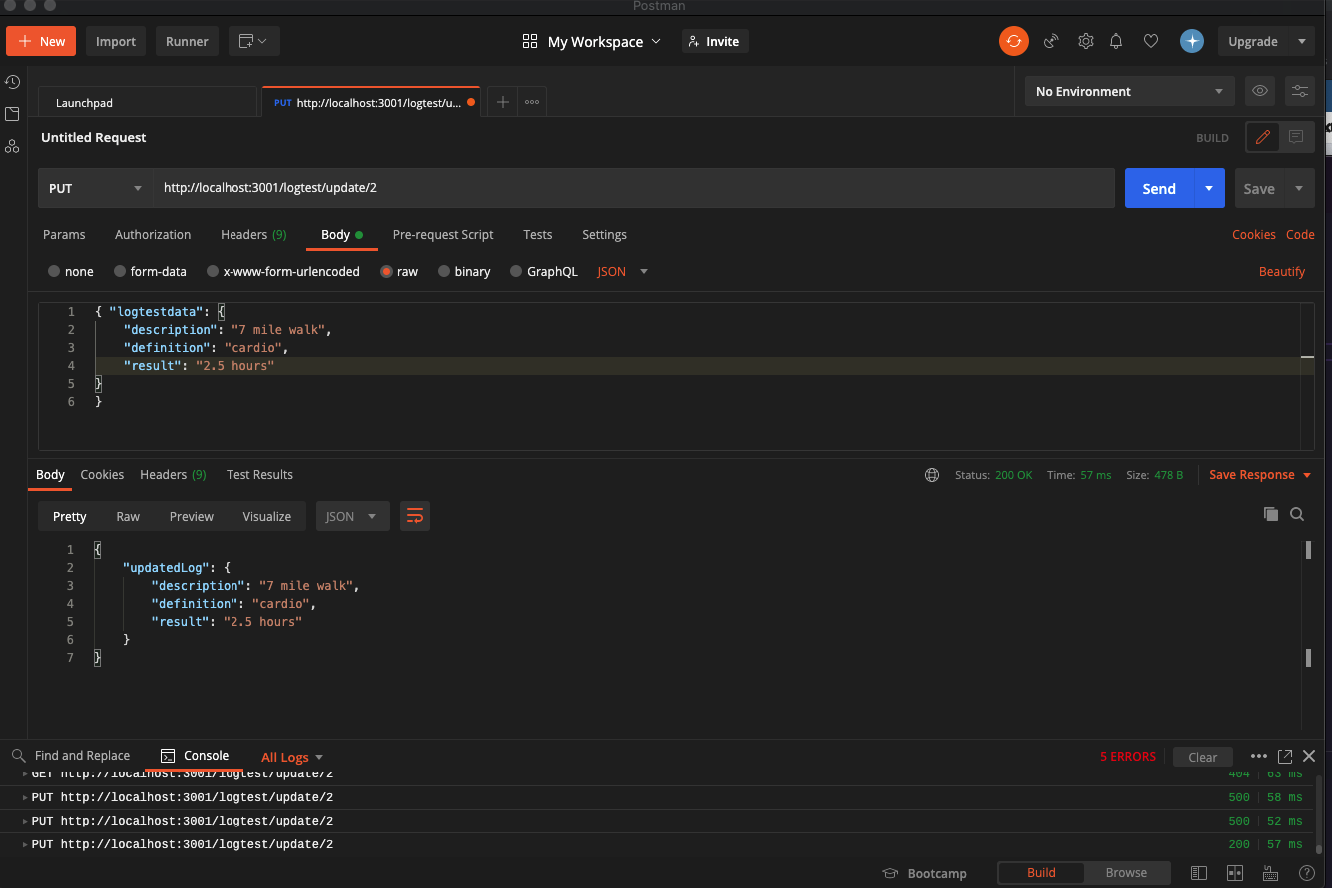 Postman
New Import Runner My Workspace Invite Upgrade
Launchpad PUT http://localhost:3001/logtest/u... No Environment
Untitled Request BUILD
PUT http://localhost:3001/logtest/update/2 Send Save
Params Authorization Headers (9) Body Pre-request Script Tests Settings Cookies Code
none form-data x-www-form-urlencoded raw binary GraphQL JSON Beautify
1 { "logtestdata": {
2 "description": "7 mile walk",
3 "definition": "cardio",
4 "result": "2.5 hours"
5 }
6 }
Body Cookies Headers (9) Test Results Status: 200 OK Time: 57 ms Size: 478 B Save Response
Pretty Raw Preview Visualize JSON
1 {
2 "updatedLog": {
3 "description": "7 mile walk",
4 "definition": "cardio",
5 "result": "2.5 hours"
6 }
7 }
Find and Replace Console All Logs 5 ERRORS Clear
GET http://localhost:3001/logtest/update/2 404 63 ms
PUT http://localhost:3001/logtest/update/2 500 58 ms
PUT http://localhost:3001/logtest/update/2 500 52 ms
PUT http://localhost:3001/logtest/update/2 200 57 ms
Bootcamp Build Browse